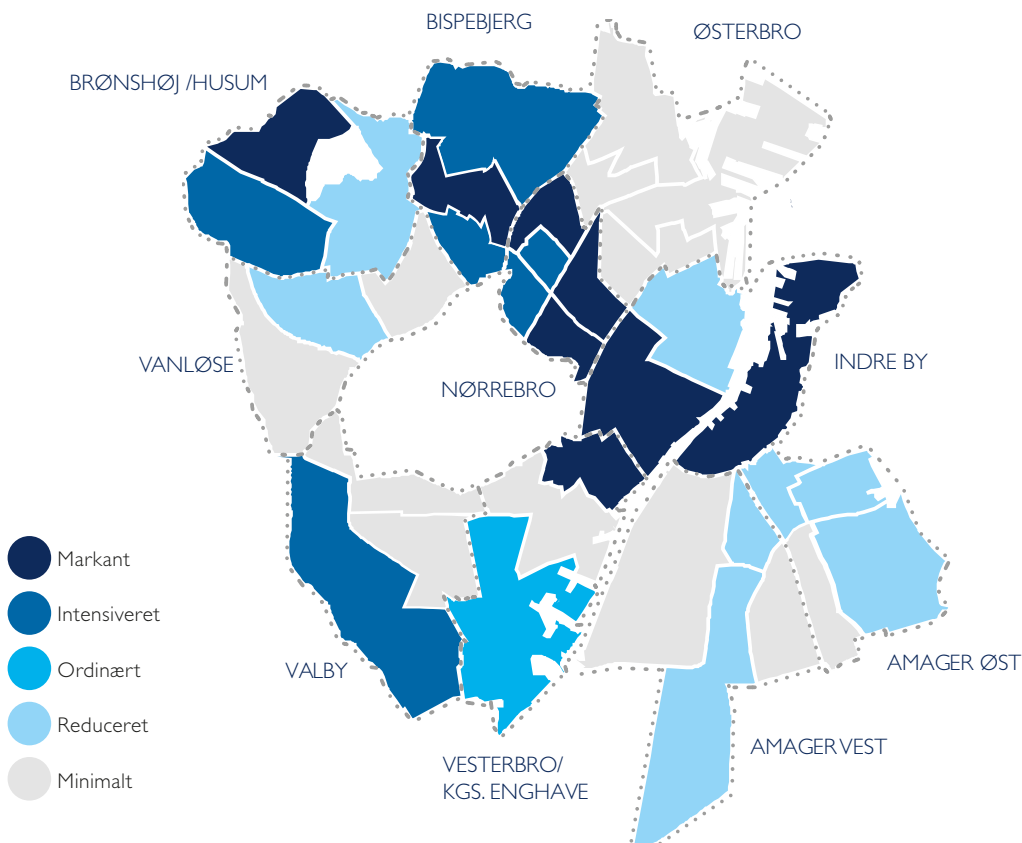 BISPEBJERG
ØSTERBRO
BRØNSHØJ /HUSUM
INDRE BY
VANLØSE
NØRREBRO
Markant
Intensiveret
Ordinært
Reduceret
Minimalt
VALBY
AMAGER ØST
AMAGER VEST
VESTERBRO/
KGS. ENGHAVE